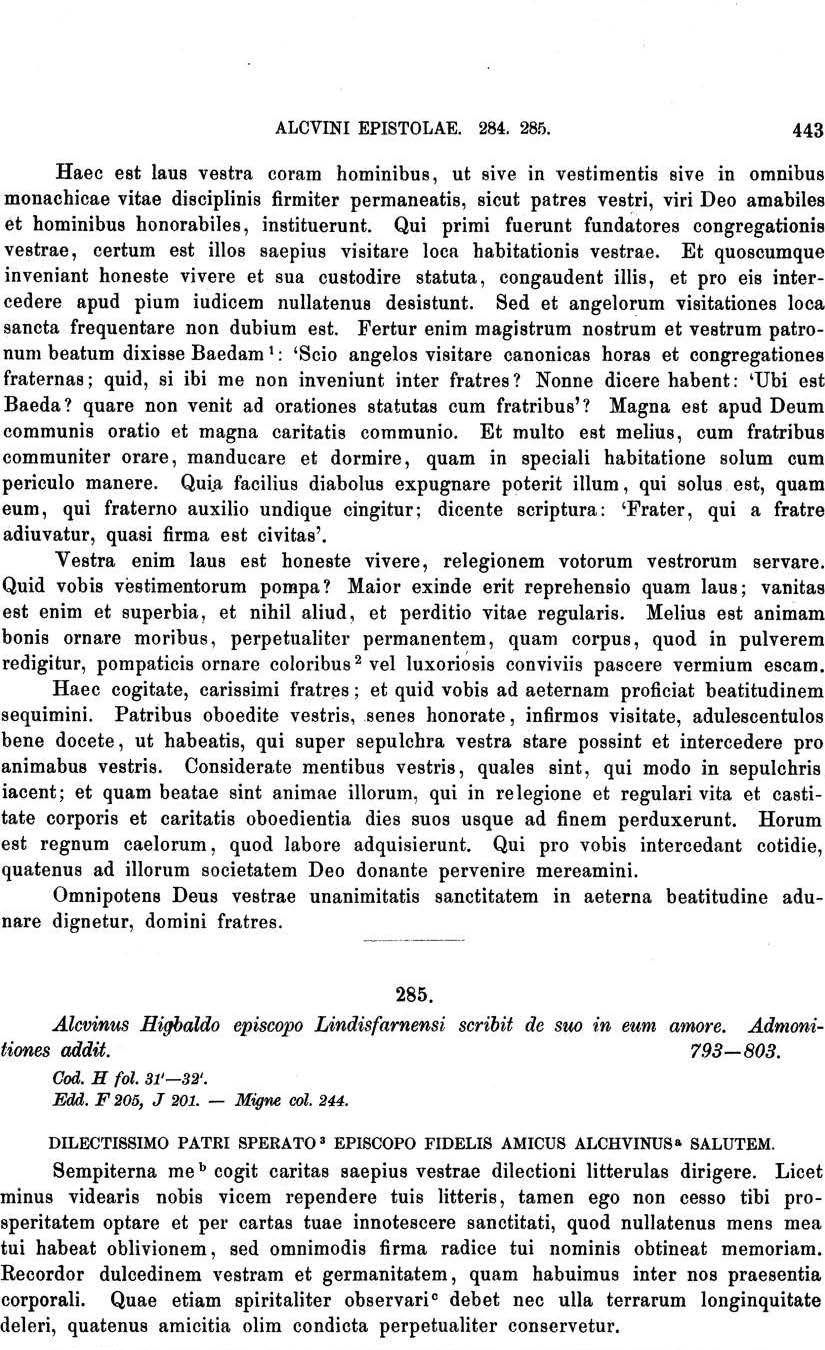 ALCVINI EPISTOLAE. 284. 285. 443
Haec est laus vestra coram hominibus, ut sive in vestimentis sive in omnibus
monachicae vitae disciplinis firmiter permaneatis, sicut patres vestri, viri Deo amabiles
et hominibus honorabiles, instituerunt. Qui primi fuerunt fundatores congregationis
vestrae, certum est illos saepius visitare loca habitationis vestrae. Et quoscumque
inveniant honeste vivere et sua custodire statuta, congaudent illis, et pro eis inter-
cedere apud pium iudicem nullatenus desistunt. Sed et angelorum visitationes loca
sancta frequentare non dubium est. Fertur enim magistrum nostrum et vestrum patro-
num beatum dixisse Baedam¹: ‘Scio angelos visitare canonicas horas et congregationes
fraternas; quid, si ibi me non inveniunt inter fratres? Nonne dicere habent: ‘Ubi est
Baeda? quare non venit ad orationes statutas cum fratribus’? Magna est apud Deum
communis oratio et magna caritatis communio. Et multo est melius, cum fratribus
communiter orare, manducare et dormire, quam in speciali habitatione solum cum
periculo manere. Quia facilius diabolus expugnare poterit illum, qui solus est, quam
eum, qui fraterno auxilio undique cingitur; dicente scriptura: ‘Frater, qui a fratre
adiuvatur, quasi firma est civitas’.
Vestra enim laus est honeste vivere, relegionem votorum vestrorum servare.
Quid vobis vestimentorum pompa? Maior exinde erit reprehensio quam laus; vanitas
est enim et superbia, et nihil aliud, et perditio vitae regularis. Melius est animam
bonis ornare moribus, perpetualiter permanentem, quam corpus, quod in pulverem
redigitur, pompaticis ornare coloribus² vel luxoriosis conviviis pascere vermium escam.
Haec cogitate, carissimi fratres; et quid vobis ad aeternam proficiat beatitudinem
sequimini. Patribus oboedite vestris, senes honorate, infirmos visitate, adulescentulos
bene docete, ut habeatis, qui super sepulchra vestra stare possint et intercedere pro
animabus vestris. Considerate mentibus vestris, quales sint, qui modo in sepulchris
iacent; et quam beatae sint animae illorum, qui in relegione et regulari vita et casti-
tate corporis et caritatis oboedientia dies suos usque ad finem perduxerunt. Horum
est regnum caelorum, quod labore adquisierunt. Qui pro vobis intercedant cotidie,
quatenus ad illorum societatem Deo donante pervenire mereamini.
Omnipotens Deus vestrae unanimitatis sanctitatem in aeterna beatitudine adu-
nare dignetur, domini fratres.
285.
Alcvinus Higbaldo episcopo Lindisfarnensi scribit de suo in eum amore. Admoni-
tiones addit. 793—803.
Cod. H fol. 31'—32'.
Edd. F 205, J 201. — Migne col. 244.
DILECTISSIMO PATRI SPERATO³ EPISCOPO FIDELIS AMICUS ALCHVINUSᵃ SALUTEM.
Sempiterna meᵇ cogit caritas saepius vestrae dilectioni litterulas dirigere. Licet
minus videaris nobis vicem rependere tuis litteris, tamen ego non cesso tibi pro-
speritatem optare et per cartas tuae innotescere sanctitati, quod nullatenus mens mea
tui habeat oblivionem, sed omnimodis firma radice tui nominis obtineat memoriam.
Recordor dulcedinem vestram et germanitatem, quam habuimus inter nos praesentia
corporali. Quae etiam spiritaliter observariᶜ debet nec ulla terrarum longinquitate
deleri, quatenus amicitia olim condicta perpetualiter conservetur.